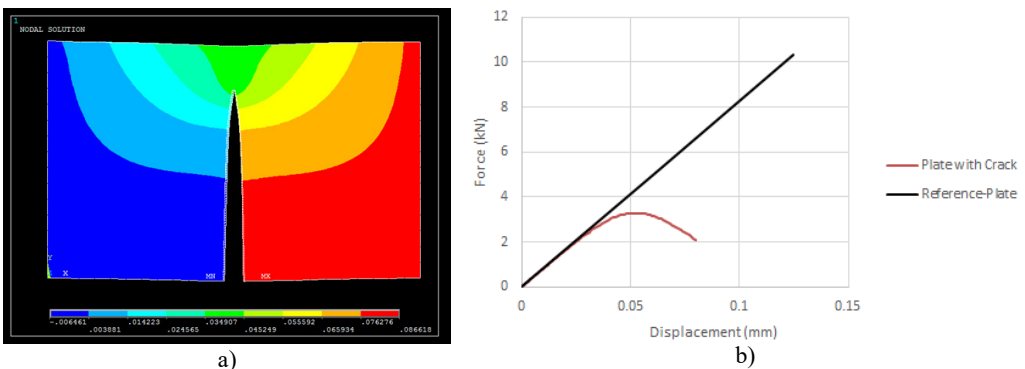 1
NODAL SOLUTION
Y
X
MN
MX
-.006461
.003881
.014223
.024565
.034907
.045249
.055592
.065934
.076276
.086618
a)
12
10
8
6
4
2
0
Force (kN)
0
0.05
0.1
0.15
Displacement (mm)
Plate with Crack
Reference-Plate
b)